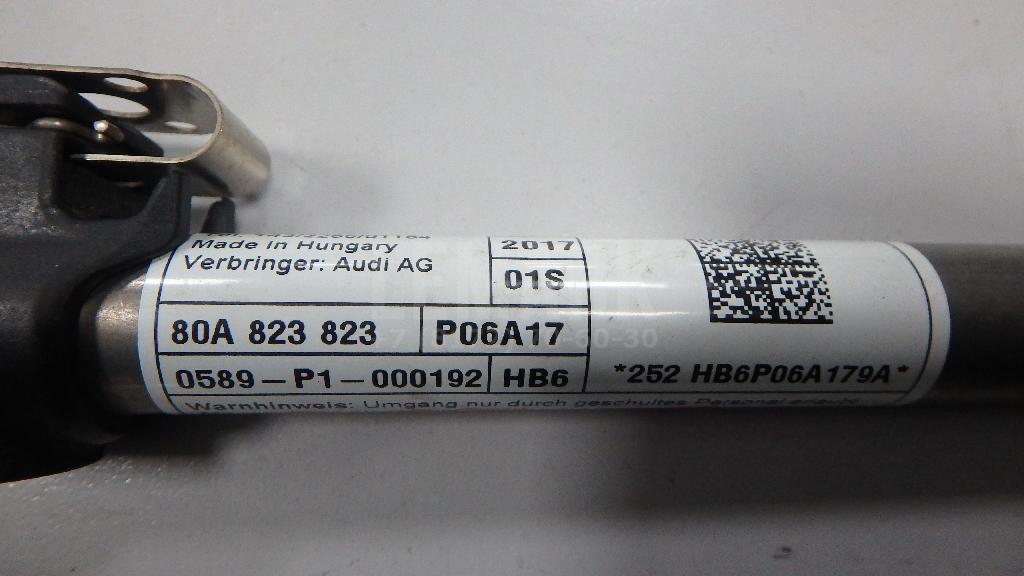 Made in Hungary
Verbringer: Audi AG
2017
01S
80A 823 823
P06A17
0589-P1-000192
HB6
*252 HB6P06A179A*
Warnhinweis: Umgang nur durch geschultes Personal erlaubt